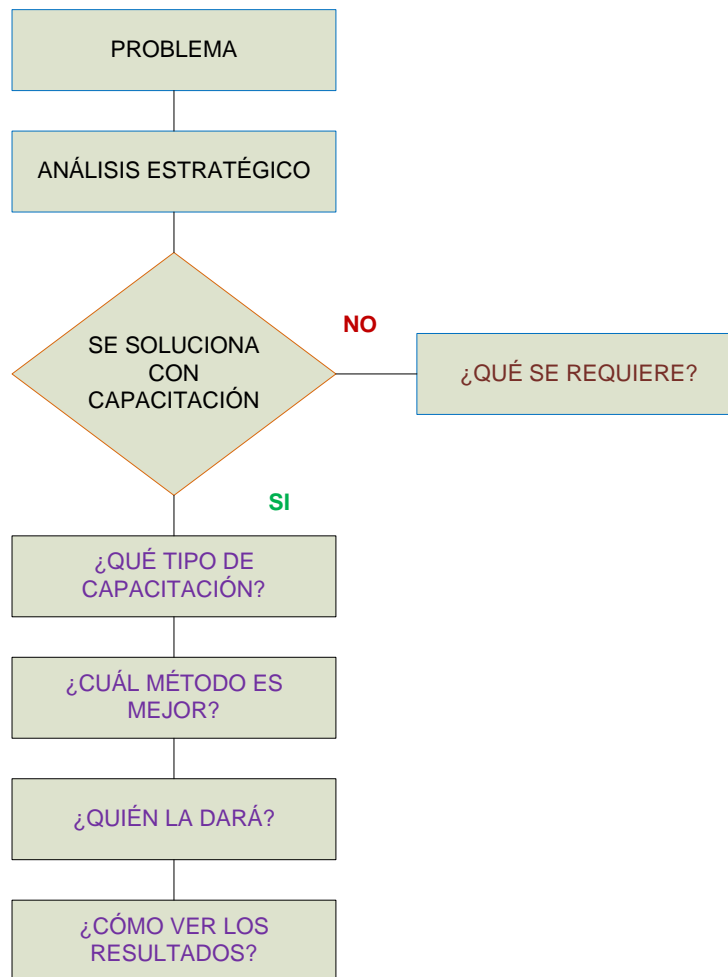 PROBLEMA
ANÁLISIS ESTRATÉGICO
SE SOLUCIONA
CON
CAPACITACIÓN
NO
¿QUÉ SE REQUIERE?
SI
¿QUÉ TIPO DE
CAPACITACIÓN?
¿CUÁL MÉTODO ES
MEJOR?
¿QUIÉN LA DARÁ?
¿CÓMO VER LOS
RESULTADOS?